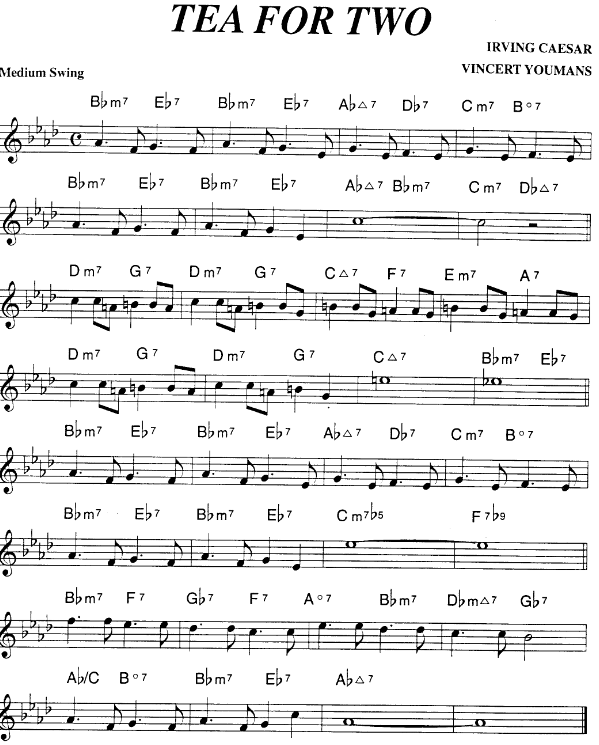 TEA FOR TWO
IRVING CAESAR
Medium Swing
VINCERT YOUMANS
B♭m7 E♭7 B♭m7 E♭7 A♭△7 D♭7 Cm7 B°7
B♭m7 E♭7 B♭m7 E♭7 A♭△7 B♭m7 Cm7 D♭△7
Dm7 G7 Dm7 G7 C△7 F7 Em7 A7
Dm7 G7 Dm7 G7 C△7 B♭m7 E♭7
B♭m7 E♭7 B♭m7 E♭7 A♭△7 D♭7 Cm7 B°7
B♭m7 E♭7 B♭m7 E♭7 Cm7♭5 F7♭9
B♭m7 F7 G♭7 F7 A°7 B♭m7 D♭m△7 G♭7
A♭/C B°7 B♭m7 E♭7 A♭△7